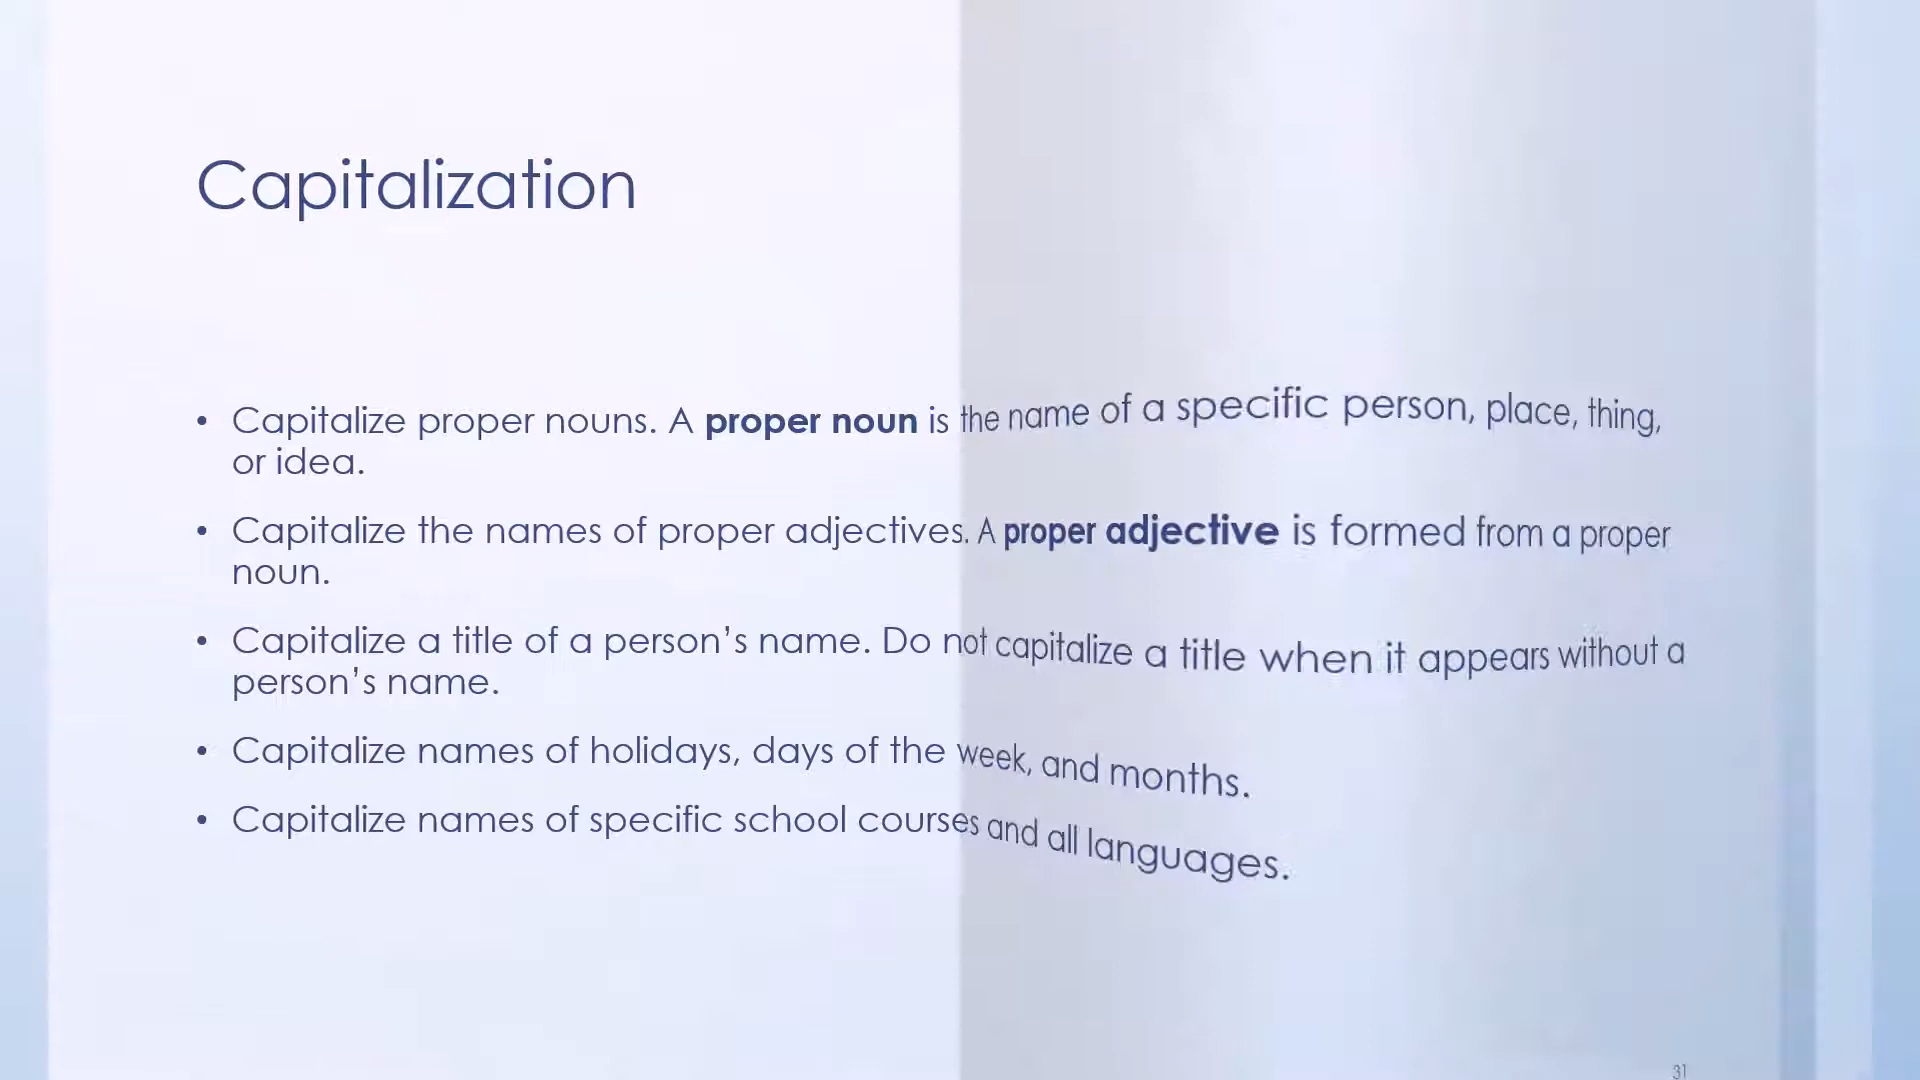 Capitalization
• Capitalize proper nouns. A proper noun is the name of a specific person, place, thing,
or idea.
• Capitalize the names of proper adjectives. A proper adjective is formed from a proper
noun.
• Capitalize a title of a person’s name. Do not capitalize a title when it appears without a
person’s name.
• Capitalize names of holidays, days of the week, and months.
• Capitalize names of specific school courses and all languages.
31